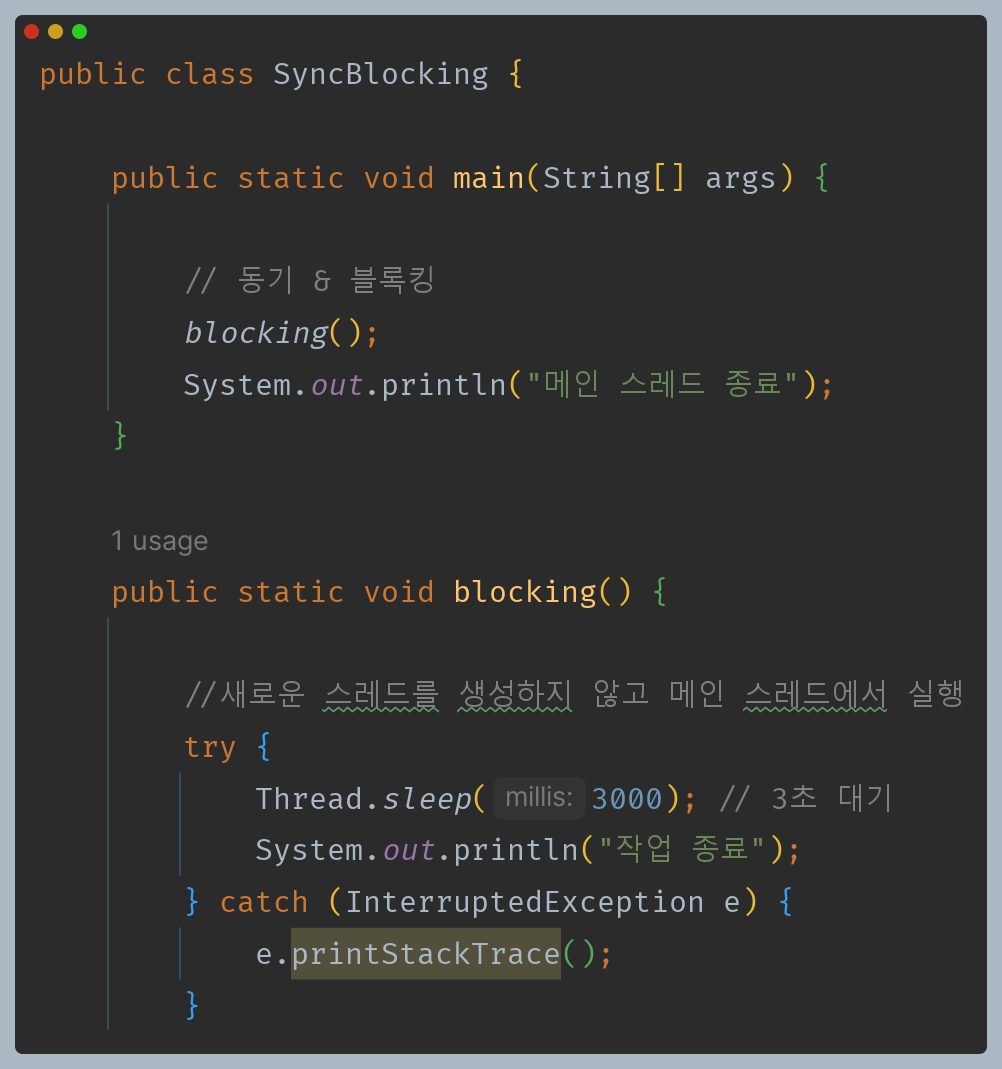 public class SyncBlocking {
public static void main(String[] args) {
// 동기 & 블록킹
blocking();
System.out.println("메인 스레드 종료");
}
1 usage
public static void blocking() {
//새로운 스레드를 생성하지 않고 메인 스레드에서 실행
try {
Thread.sleep( millis: 3000); // 3초 대기
System.out.println("작업 종료");
} catch (InterruptedException e) {
e.printStackTrace();
}